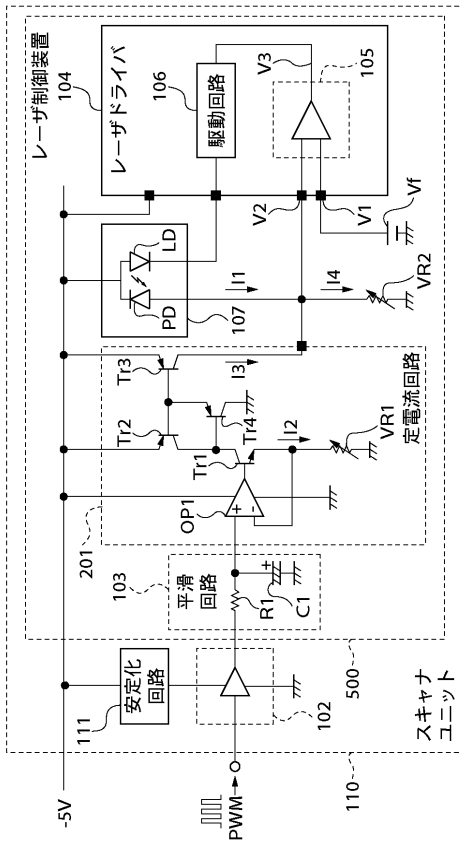 スキャナ
ユニット
110
レーザ制御装置
500
-5V
PWM
安定化
回路
111
102
103
平滑
回路
R1
C1
201
定電流回路
OP1
Tr1
Tr2
Tr3
Tr4
I2
VR1
I3
PD
LD
107
I1
I4
VR2
V2
V1
Vf
104
レーザドライバ
106
駆動回路
V3
105
+
-
+